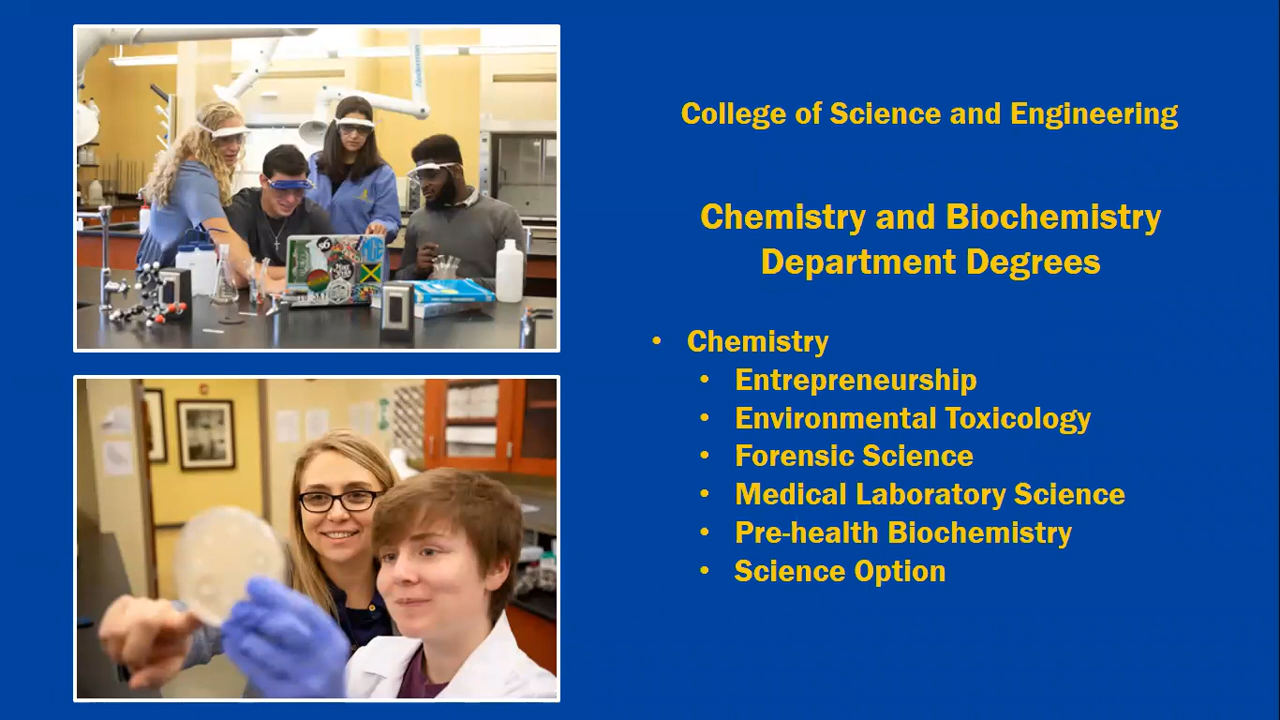 College of Science and Engineering
Chemistry and Biochemistry
Department Degrees
• Chemistry
• Entrepreneurship
• Environmental Toxicology
• Forensic Science
• Medical Laboratory Science
• Pre-health Biochemistry
• Science Option